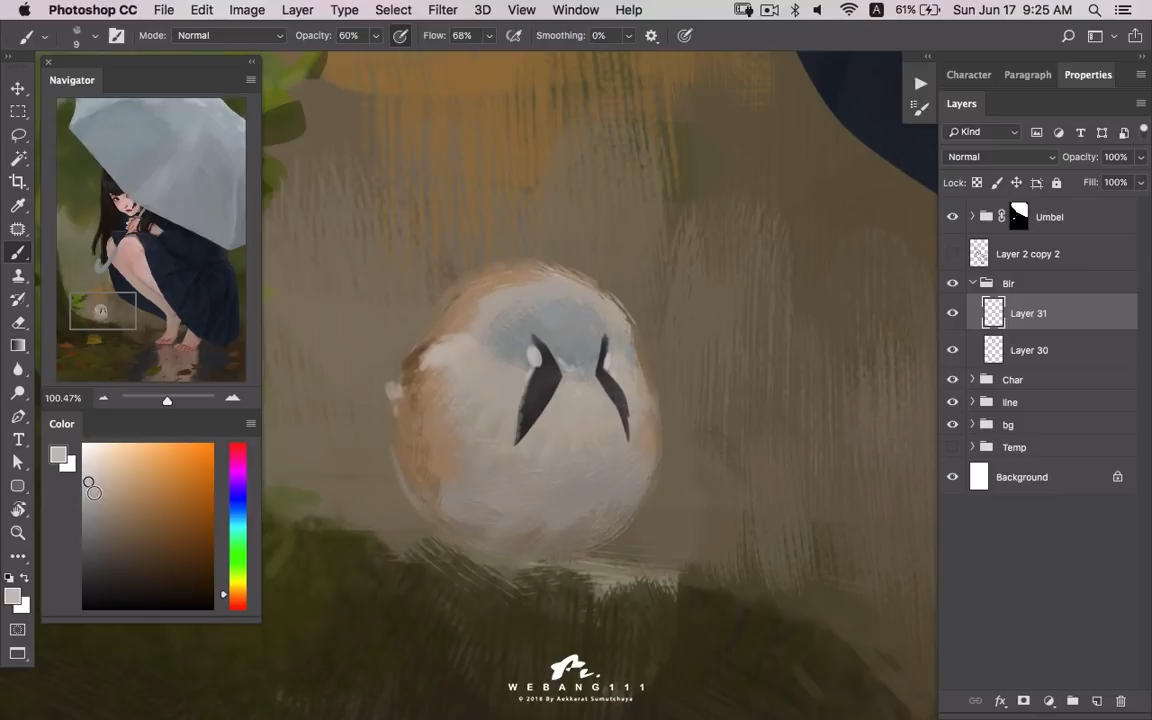 Photoshop CC File Edit Image Layer Type Select Filter 3D View Window Help 61% Sun Jun 17 9:25 AM
9 Mode: Normal Opacity: 60% Flow: 68% Smoothing: 0%
Navigator
100.47%
Color
Character Paragraph Properties
Layers
Kind
Normal Opacity: 100%
Lock: Fill: 100%
Umbel
Layer 2 copy 2
BIr
Layer 31
Layer 30
Char
line
bg
Temp
Background
WEBANG111
© 2018 By Aekkarat Sumutchaya